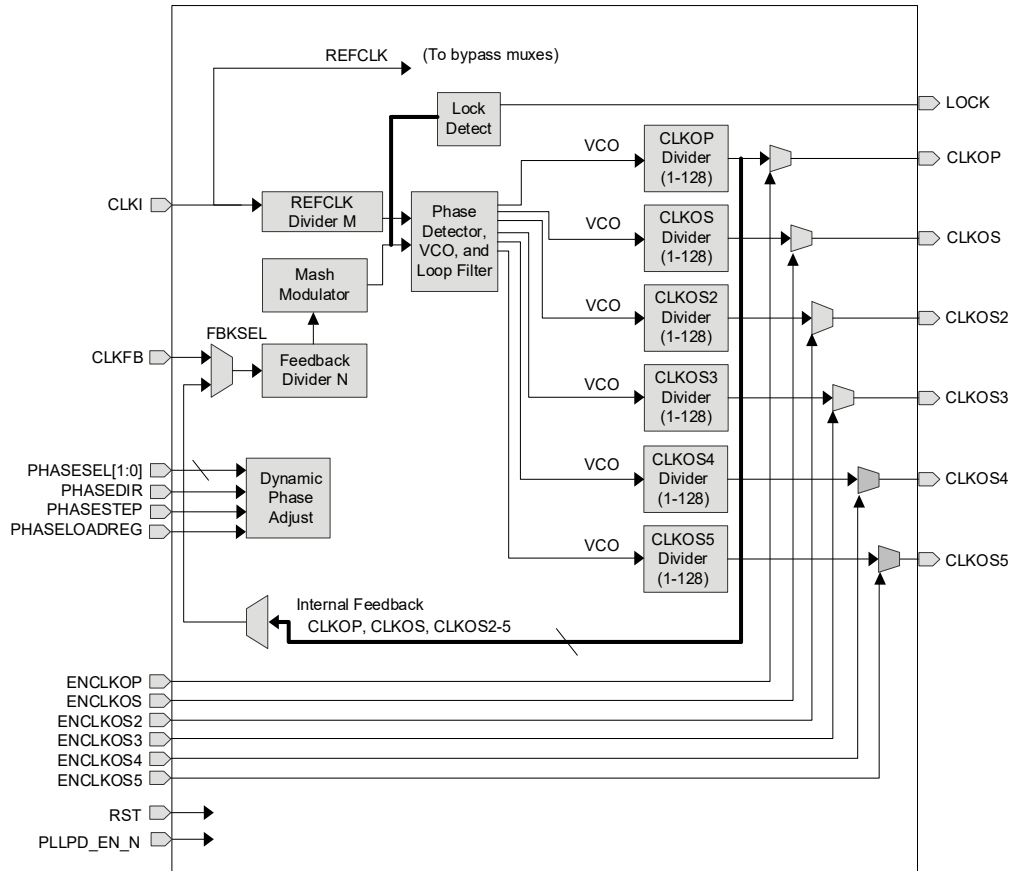 REFCLK
(To bypass muxes)
Lock
Detect
LOCK
VCO
CLKOP
Divider
(1-128)
CLKOP
CLKI
REFCLK
Divider M
Phase
Detector,
VCO, and
Loop Filter
VCO
CLKOS
Divider
(1-128)
CLKOS
Mash
Modulator
VCO
CLKOS2
Divider
(1-128)
CLKOS2
FBKSEL
CLKFB
Feedback
Divider N
VCO
CLKOS3
Divider
(1-128)
CLKOS3
PHASESEL[1:0]
PHASEDIR
PHASESTEP
PHASELOADREG
Dynamic
Phase
Adjust
VCO
CLKOS4
Divider
(1-128)
CLKOS4
VCO
CLKOS5
Divider
(1-128)
CLKOS5
Internal Feedback
CLKOP, CLKOS, CLKOS2-5
ENCLKOP
ENCLKOS
ENCLKOS2
ENCLKOS3
ENCLKOS4
ENCLKOS5
RST
PLLPD_EN_N